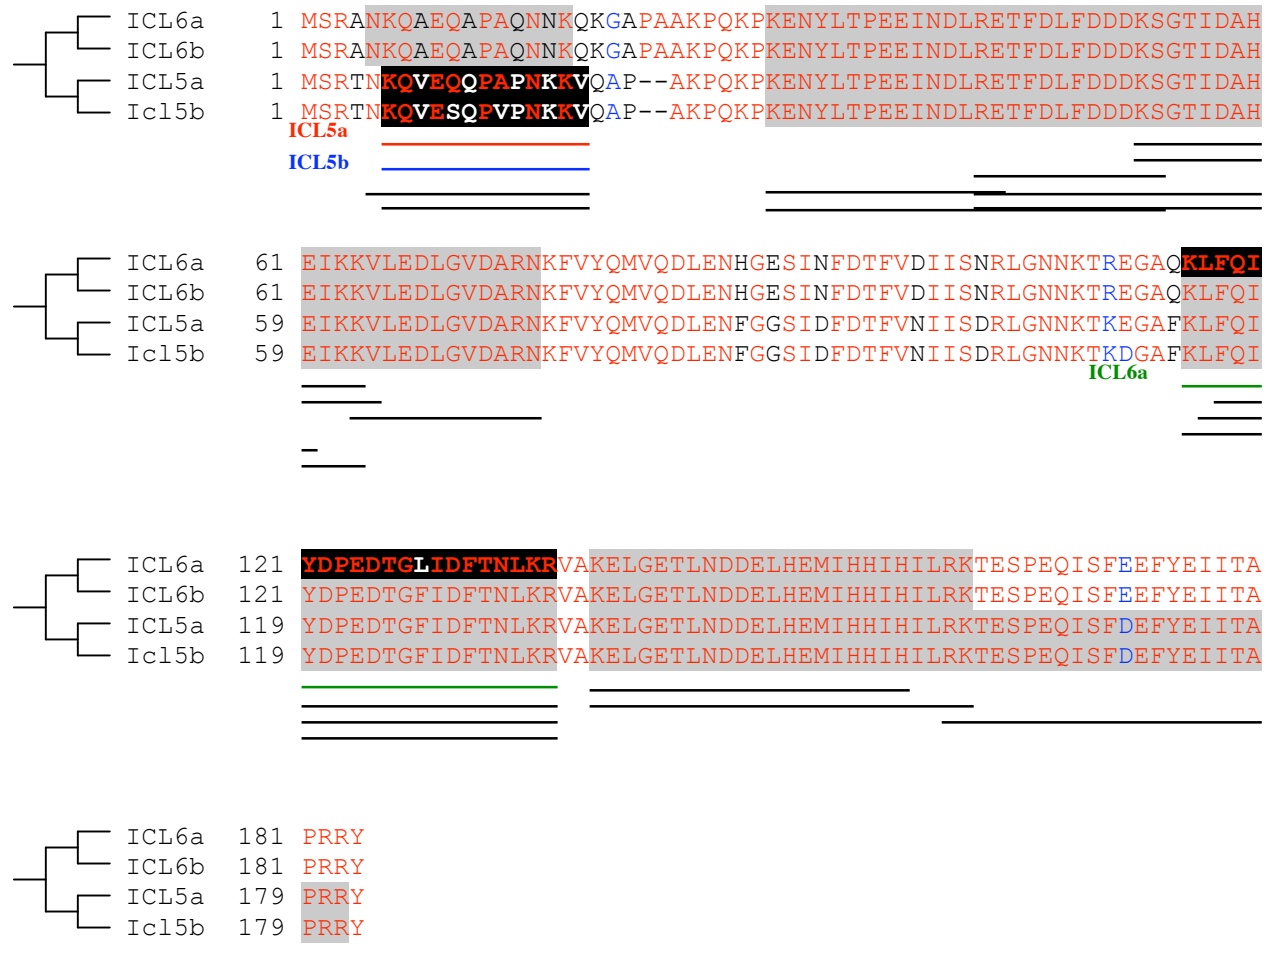 ICL6a 1 MSRANKQAEQAPAQNNKQKGAPAAKPQKPKENYLTPEEINDLRETFDLFDDDKSGTIDAH
ICL6b 1 MSRANKQAEQAPAQNNKQKGAPAAKPQKPKENYLTPEEINDLRETFDLFDDDKSGTIDAH
ICL5a 1 MSRTNKQVEQQPAPNKKVQAP--AKPQKPKENYLTPEEINDLRETFDLFDDDKSGTIDAH
Icl5b 1 MSRTNKQVESQPVPNKKVQAP--AKPQKPKENYLTPEEINDLRETFDLFDDDKSGTIDAH
ICL5a
ICL5b
ICL6a 61 EIKKVLEDLGVDARNKFVYQMVQDLENHGESINFDTFVDIISNRLGNNKTREGAQKLFQI
ICL6b 61 EIKKVLEDLGVDARNKFVYQMVQDLENHGESINFDTFVDIISNRLGNNKTREGAQKLFQI
ICL5a 59 EIKKVLEDLGVDARNKFVYQMVQDLENFGGSIDFDTFVNIISDRLGNNKTKEGAFKLFQI
Icl5b 59 EIKKVLEDLGVDARNKFVYQMVQDLENFGGSIDFDTFVNIISDRLGNNKTKDGAFKLFQI
ICL6a
ICL6a 121 YDPEDTGLIDFTNLKRVAKELGETLNDDELHEMIHHIHILRKTESPEQISFEEFYEIITA
ICL6b 121 YDPEDTGFIDFTNLKRVAKELGETLNDDELHEMIHHIHILRKTESPEQISFEEFYEIITA
ICL5a 119 YDPEDTGFIDFTNLKRVAKELGETLNDDELHEMIHHIHILRKTESPEQISFDEFYEIITA
Icl5b 119 YDPEDTGFIDFTNLKRVAKELGETLNDDELHEMIHHIHILRKTESPEQISFDEFYEIITA
ICL6a 181 PRRY
ICL6b 181 PRRY
ICL5a 179 PRRY
Icl5b 179 PRRY